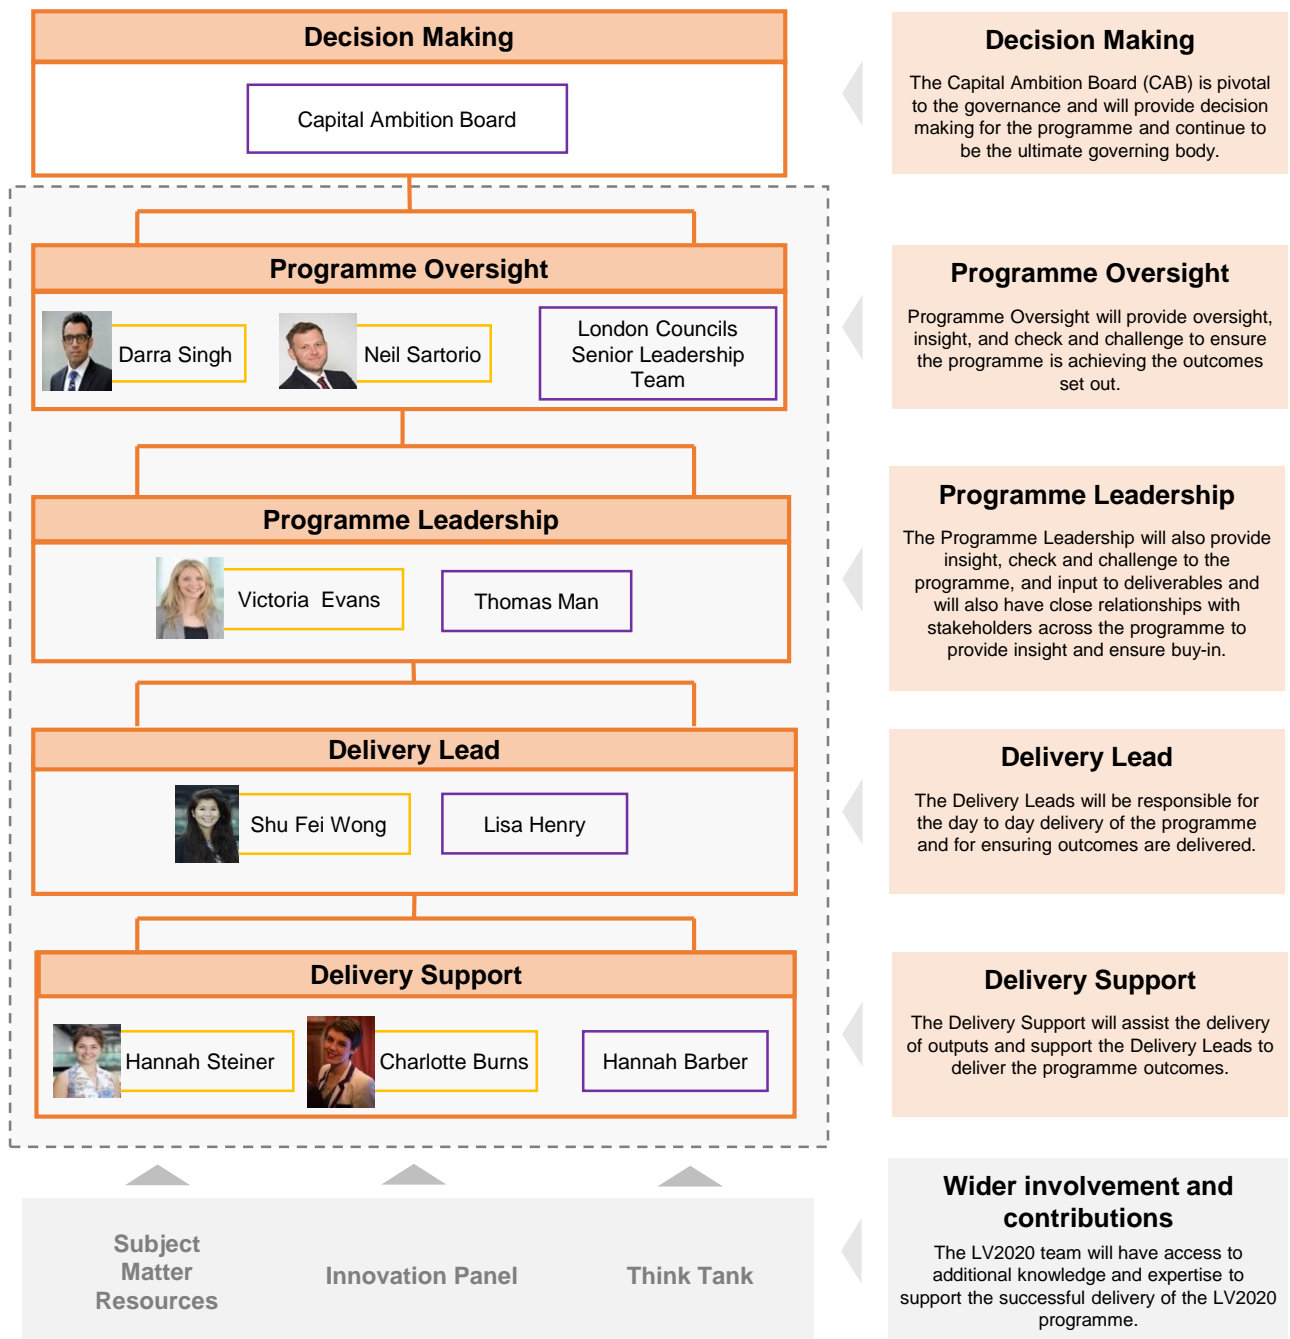 Decision Making
Capital Ambition Board
Programme Oversight
Darra Singh
Neil Sartorio
London Councils
Senior Leadership
Team
Programme Leadership
Victoria Evans
Thomas Man
Delivery Lead
Shu Fei Wong
Lisa Henry
Delivery Support
Hannah Steiner
Charlotte Burns
Hannah Barber
Subject
Matter
Resources
Innovation Panel
Think Tank
Decision Making
The Capital Ambition Board (CAB) is pivotal
to the governance and will provide decision
making for the programme and continue to
be the ultimate governing body.
Programme Oversight
Programme Oversight will provide oversight,
insight, and check and challenge to ensure
the programme is achieving the outcomes
set out.
Programme Leadership
The Programme Leadership will also provide
insight, check and challenge to the
programme, and input to deliverables and
will also have close relationships with
stakeholders across the programme to
provide insight and ensure buy-in.
Delivery Lead
The Delivery Leads will be responsible for
the day to day delivery of the programme
and for ensuring outcomes are delivered.
Delivery Support
The Delivery Support will assist the delivery
of outputs and support the Delivery Leads to
deliver the programme outcomes.
Wider involvement and
contributions
The LV2020 team will have access to
additional knowledge and expertise to
support the successful delivery of the LV2020
programme.